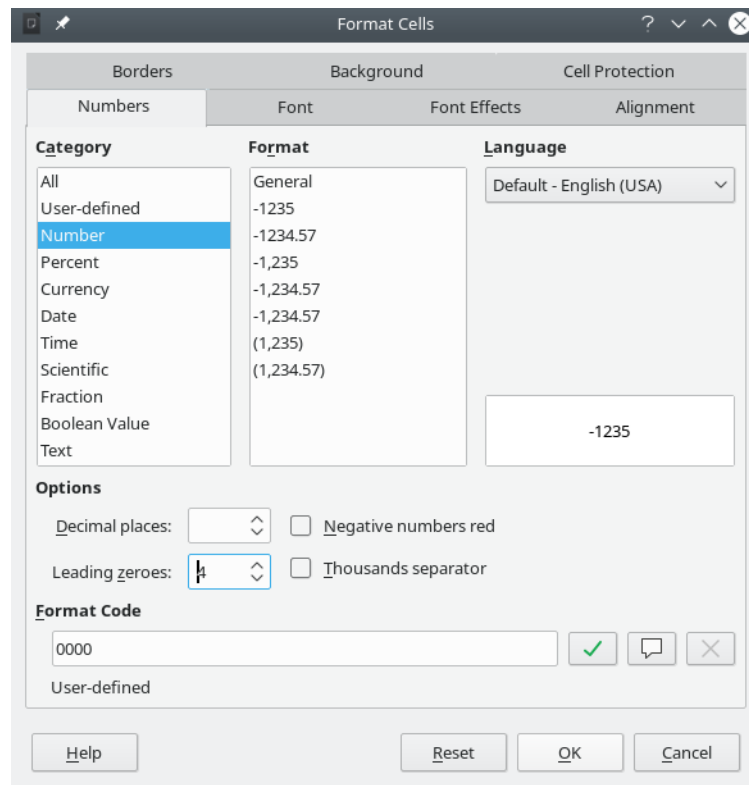 Format Cells
Borders Background Cell Protection
Numbers Font Font Effects Alignment
Category
All
User-defined
Number
Percent
Currency
Date
Time
Scientific
Fraction
Boolean Value
Text
Format
General
-1235
-1234.57
-1,235
-1,234.57
-1,234.57
(1,235)
(1,234.57)
Language
Default - English (USA)
-1235
Options
Decimal places:
Negative numbers red
Leading zeroes: 4
Thousands separator
Format Code
0000
User-defined
Help Reset OK Cancel